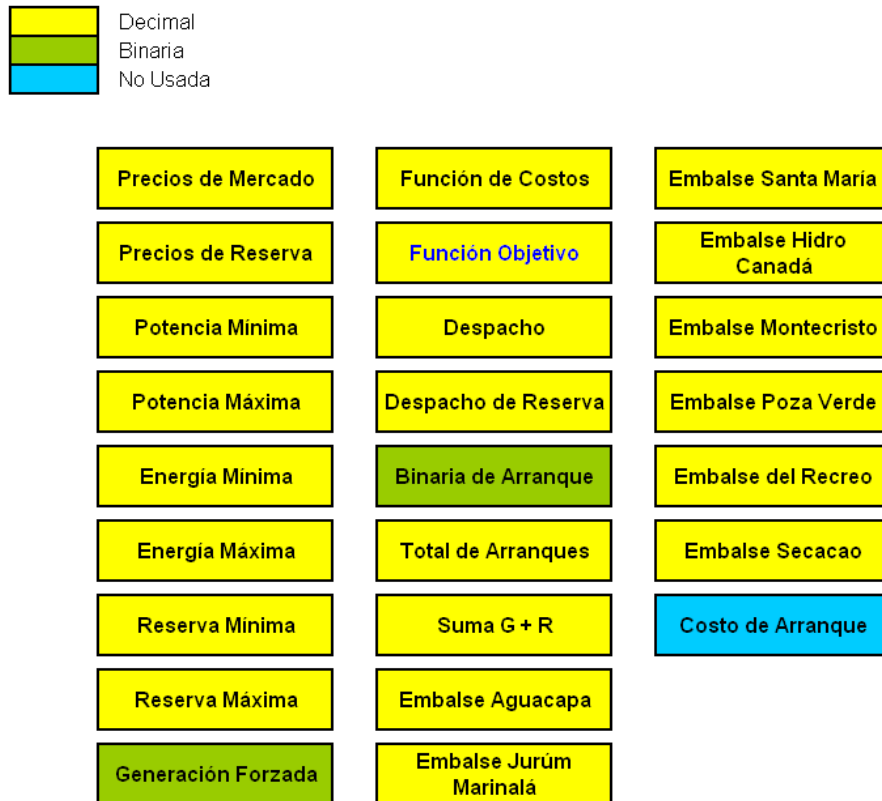 Decimal
Binaria
No Usada
Precios de Mercado
Precios de Reserva
Potencia Mínima
Potencia Máxima
Energía Mínima
Energía Máxima
Reserva Mínima
Reserva Máxima
Generación Forzada
Función de Costos
Función Objetivo
Despacho
Despacho de Reserva
Binaria de Arranque
Total de Arranques
Suma G + R
Embalse Aguacapa
Embalse Jurúm
Marinalá
Embalse Santa María
Embalse Hidro
Canadá
Embalse Montecristo
Embalse Poza Verde
Embalse del Recreo
Embalse Secacao
Costo de Arranque